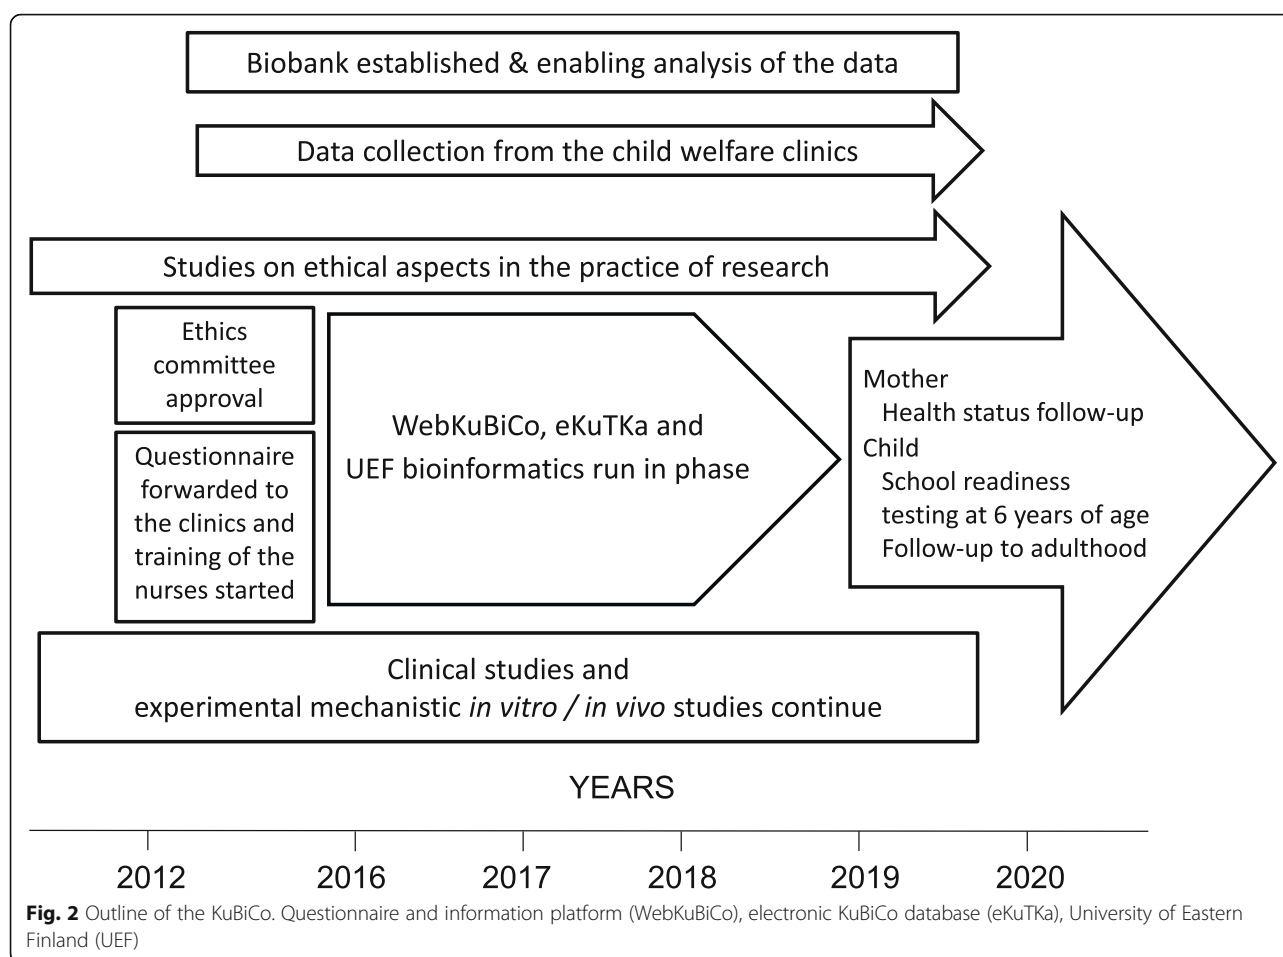 Biobank established & enabling analysis of the data
Data collection from the child welfare clinics
Studies on ethical aspects in the practice of research
Ethics
committee
approval
Questionnaire
forwarded to
the clinics and
training of the
nurses started
WebKuBiCo, eKuTKa and
UEF bioinformatics run in phase
Mother
Health status follow-up
Child
School readiness
testing at 6 years of age
Follow-up to adulthood
Clinical studies and
experimental mechanistic in vitro / in vivo studies continue
YEARS
2012 2016 2017 2018 2019 2020
Fig. 2 Outline of the KuBiCo. Questionnaire and information platform (WebKuBiCo), electronic KuBiCo database (eKuTKa), University of Eastern
Finland (UEF)